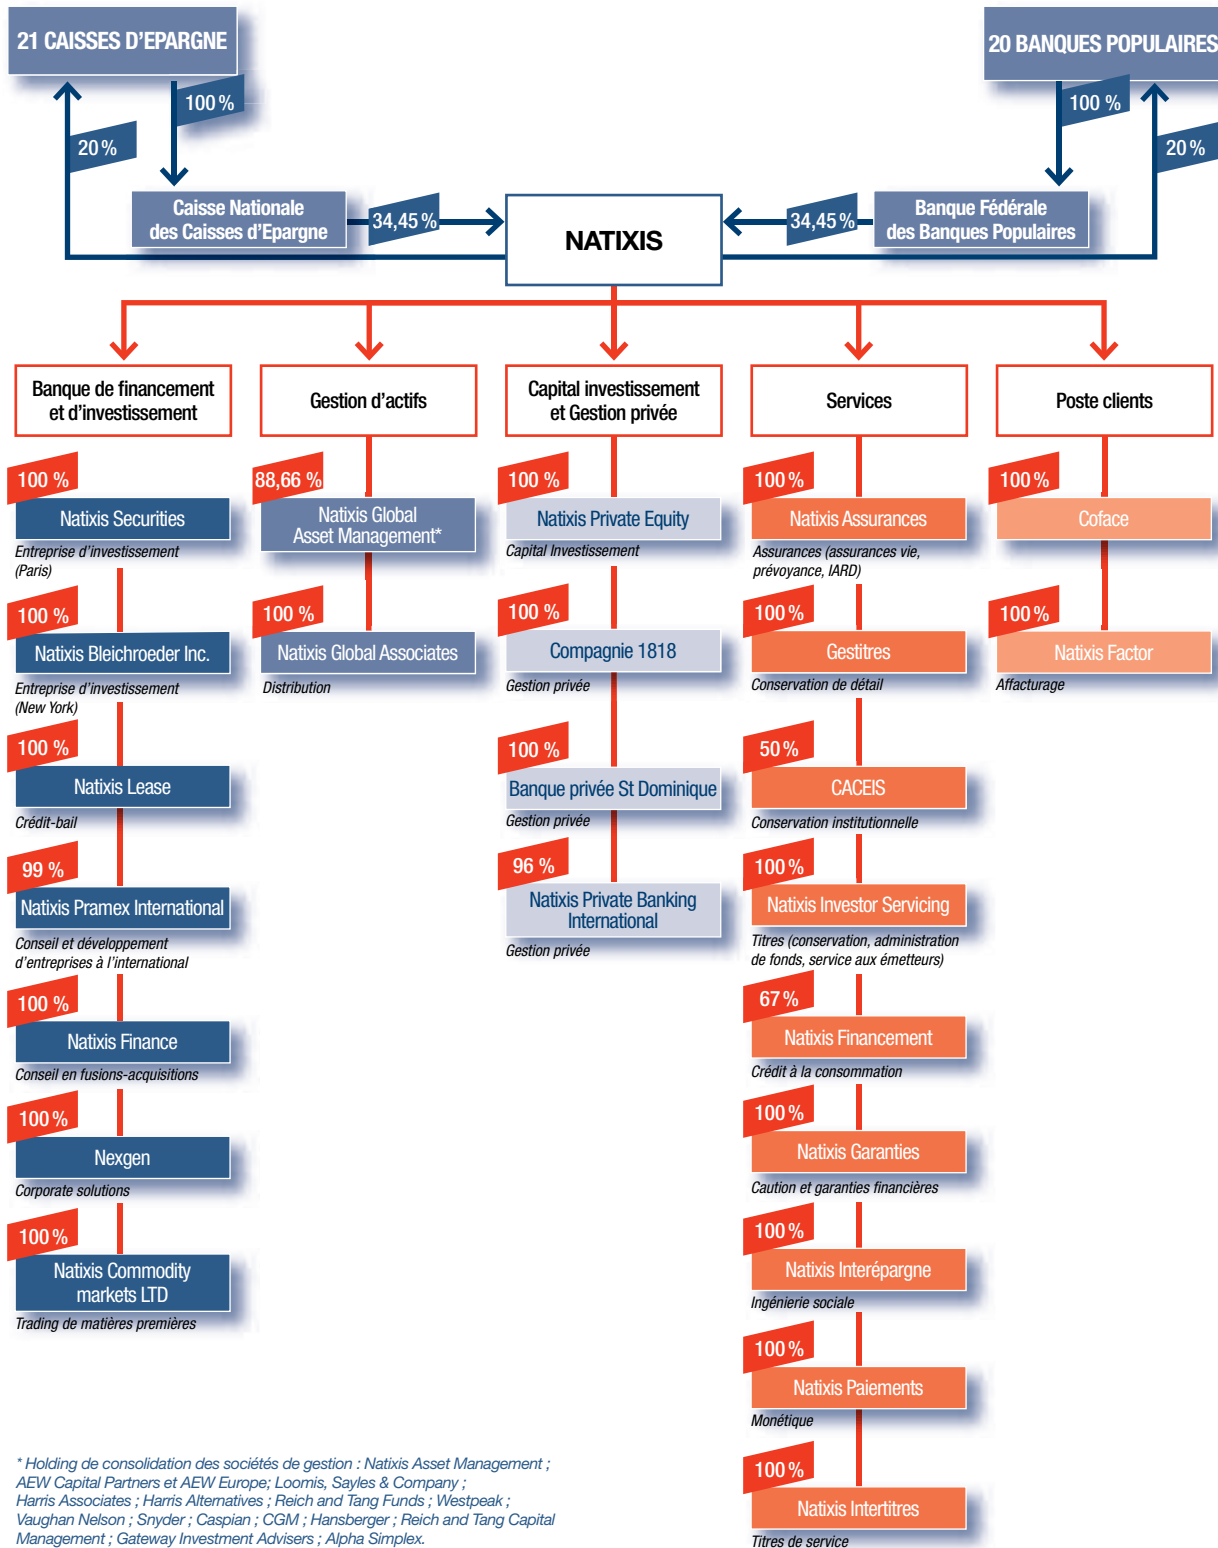 21 CAISSES D'EPARGNE
20 BANQUES POPULAIRES
100 %
100 %
20 %
20 %
Caisse Nationale
des Caisses d'Epargne
34,45 %
NATIXIS
34,45 %
Banque Fédérale
des Banques Populaires
Banque de financement
et d'investissement
Gestion d'actifs
Capital investissement
et Gestion privée
Services
Poste clients
100 %
Natixis Securities
Entreprise d'investissement
(Paris)
100 %
Natixis Bleichroeder Inc.
Entreprise d'investissement
(New York)
100 %
Natixis Lease
Crédit-bail
99 %
Natixis Pramex International
Conseil et développement
d'entreprises à l'international
100 %
Natixis Finance
Conseil en fusions-acquisitions
100 %
Nexgen
Corporate solutions
100 %
Natixis Commodity
markets LTD
Trading de matières premières
88,66 %
Natixis Global
Asset Management*
100 %
Natixis Global Associates
Distribution
100 %
Natixis Private Equity
Capital Investissement
100 %
Compagnie 1818
Gestion privée
100 %
Banque privée St Dominique
Gestion privée
96 %
Natixis Private Banking
International
Gestion privée
100 %
Natixis Assurances
Assurances (assurances vie,
prévoyance, IARD)
100 %
Gestitres
Conservation de détail
50 %
CACEIS
Conservation institutionnelle
100 %
Natixis Investor Servicing
Titres (conservation, administration
de fonds, service aux émetteurs)
67 %
Natixis Financement
Crédit à la consommation
100 %
Natixis Garanties
Caution et garanties financières
100 %
Natixis Interépargne
Ingénierie sociale
100 %
Natixis Paiements
Monétique
100 %
Natixis Intertitres
Titres de service
100 %
Coface
100 %
Natixis Factor
Affacturage
* Holding de consolidation des sociétés de gestion : Natixis Asset Management ;
AEW Capital Partners et AEW Europe; Loomis, Sayles & Company ;
Harris Associates ; Harris Alternatives ; Reich and Tang Funds ; Westpeak ;
Vaughan Nelson ; Snyder ; Caspian ; CGM ; Hansberger ; Reich and Tang Capital
Management ; Gateway Investment Advisers ; Alpha Simplex.